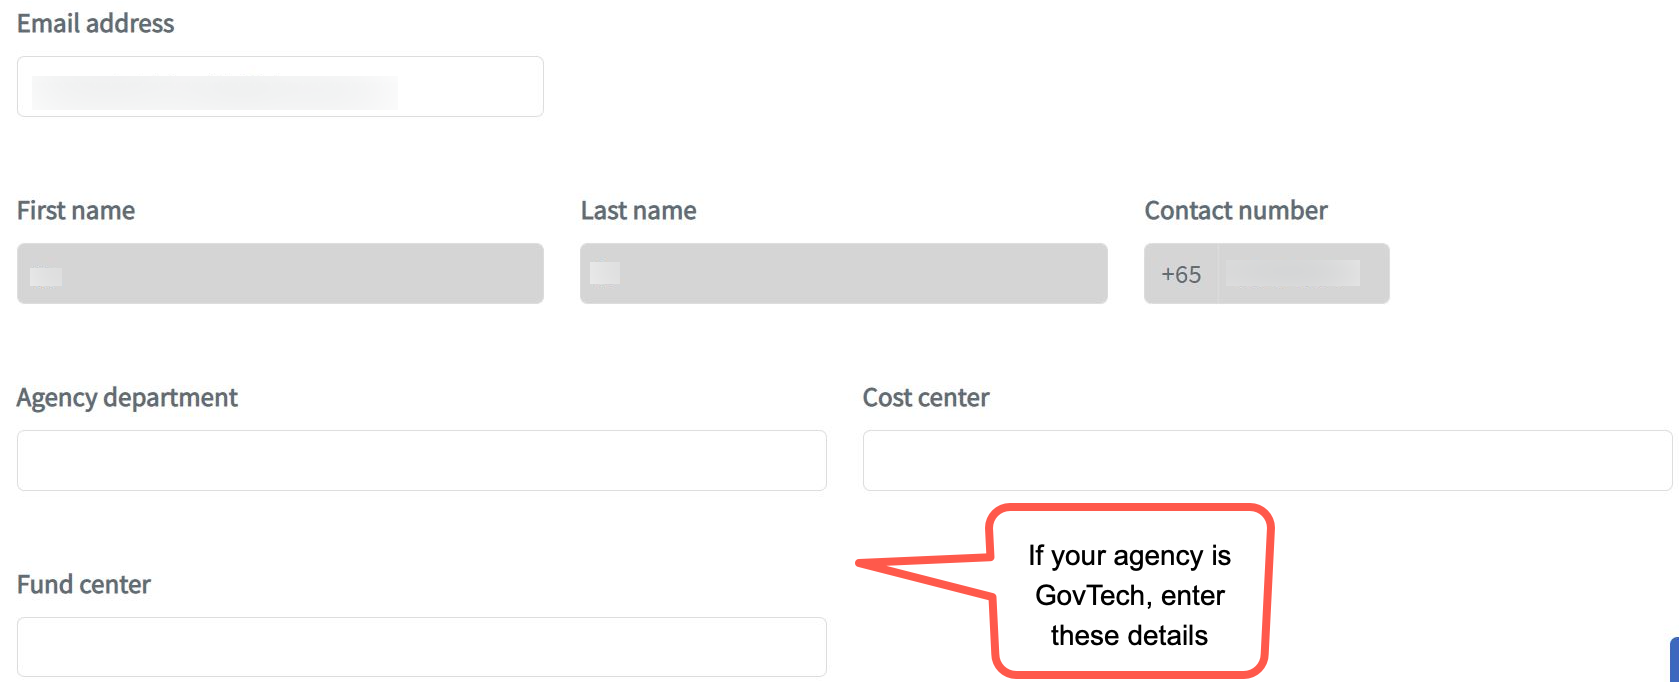 Email address
First name
Last name
Contact number
+65
Agency department
Cost center
If your agency is
GovTech, enter
these details
Fund center